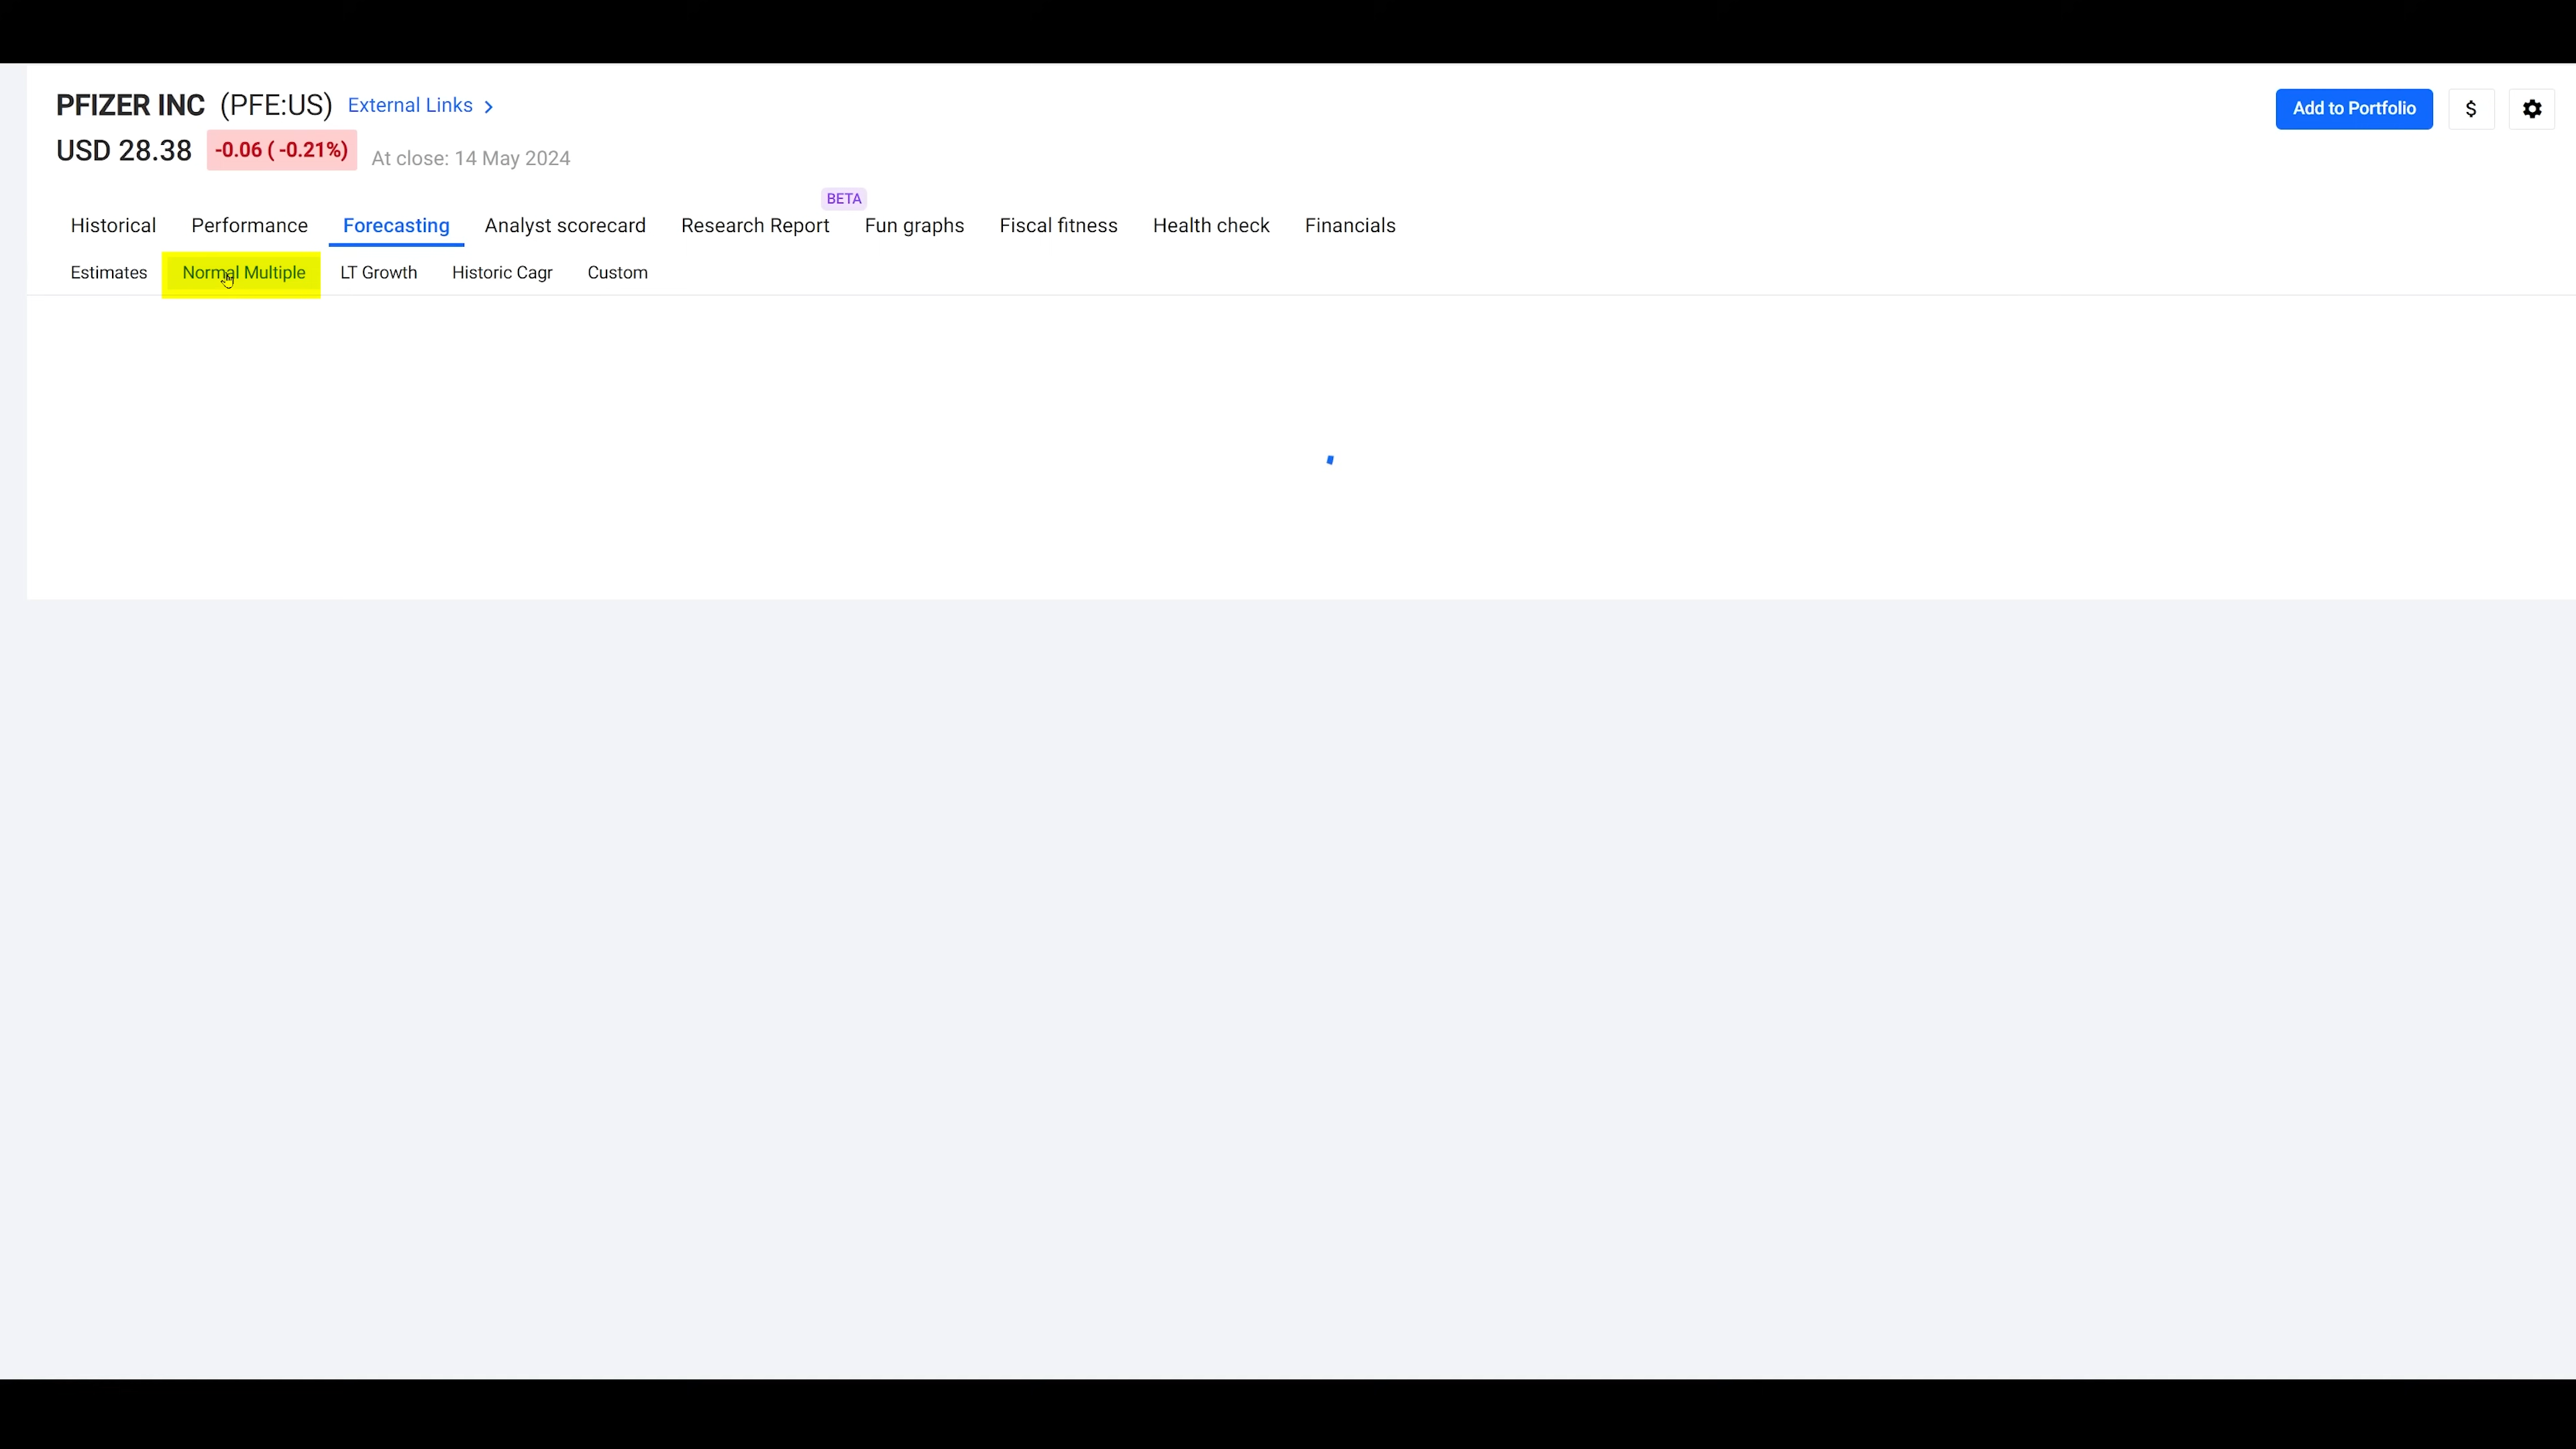 PFIZER INC (PFE:US) External Links
Add to Portfolio $
USD 28.38 -0.06 ( -0.21%) At close: 14 May 2024
BETA
Historical Performance Forecasting Analyst scorecard Research Report Fun graphs Fiscal fitness Health check Financials
Estimates Normal Multiple LT Growth Historic Cagr Custom